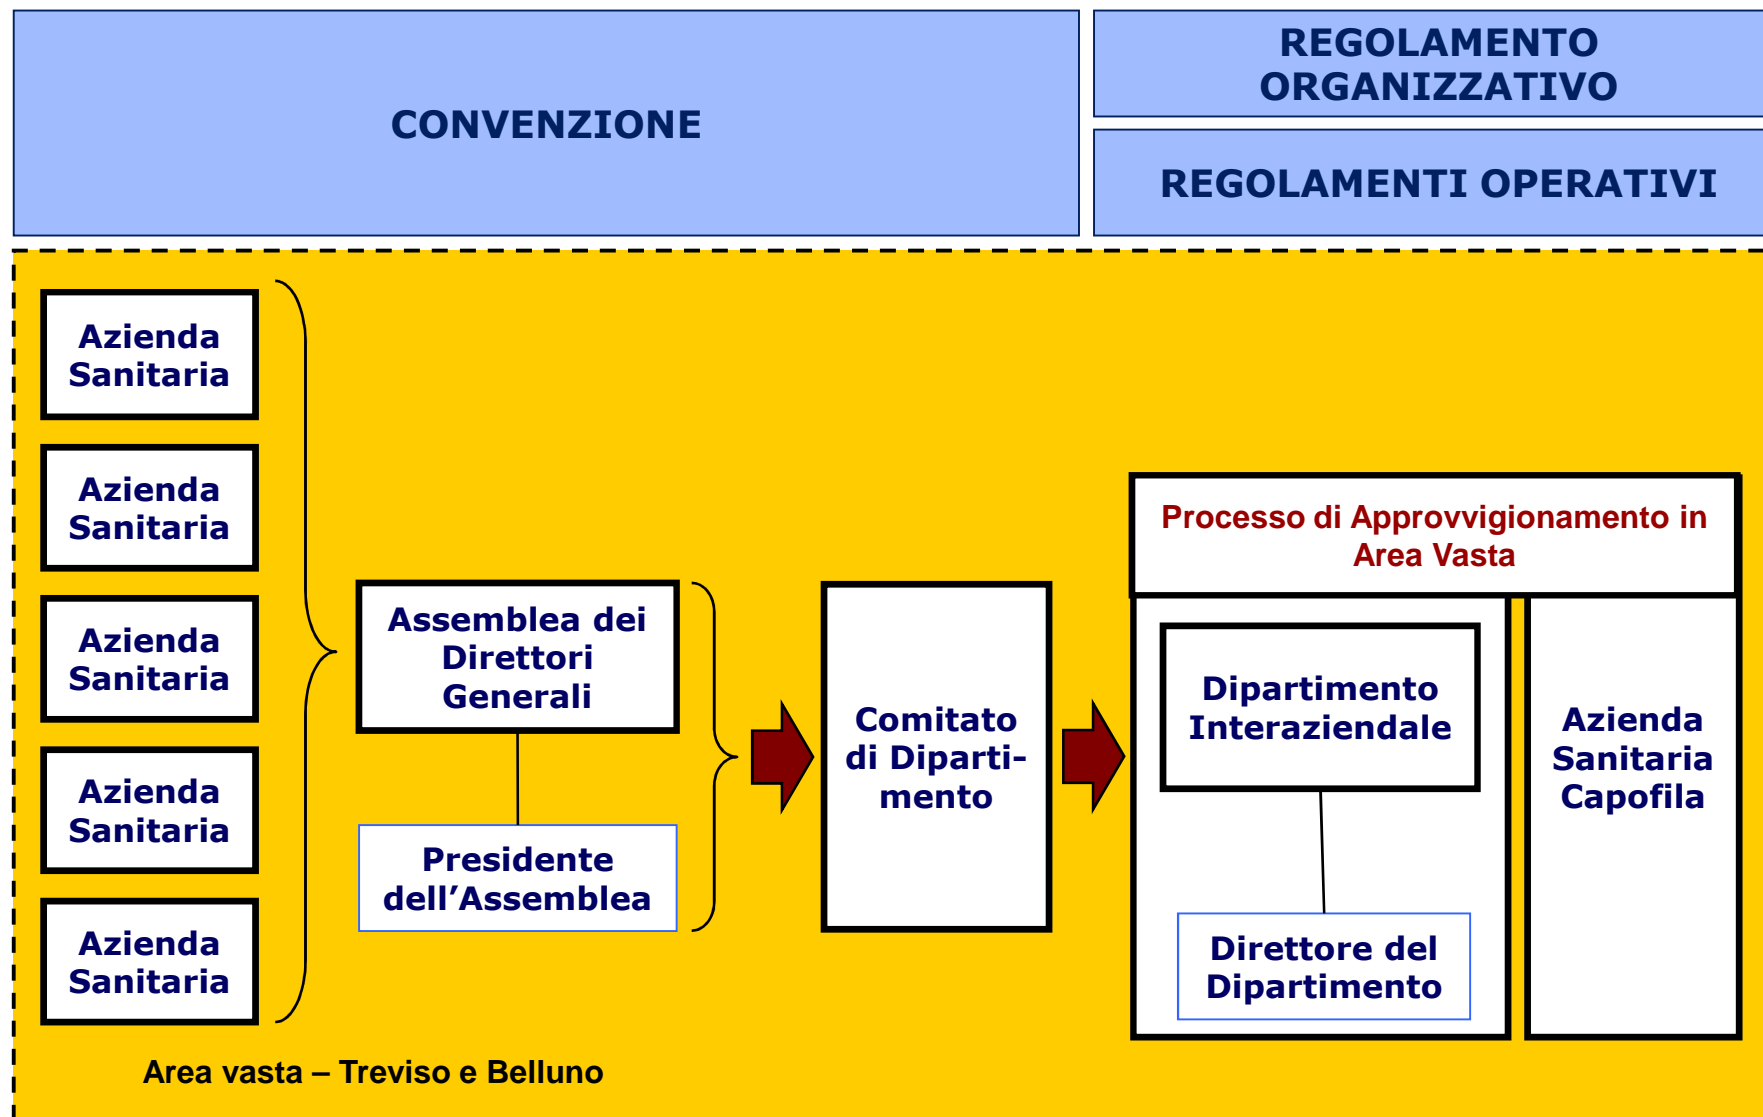 CONVENZIONE
REGOLAMENTO
ORGANIZZATIVO
REGOLAMENTI OPERATIVI
Azienda
Sanitaria
Azienda
Sanitaria
Azienda
Sanitaria
Azienda
Sanitaria
Azienda
Sanitaria
Assemblea dei
Direttori
Generali
Presidente
dell’Assemblea
Comitato
di Diparti-
mento
Processo di Approvvigionamento in
Area Vasta
Dipartimento
Interaziendale
Direttore del
Dipartimento
Azienda
Sanitaria
Capofila
Area vasta – Treviso e Belluno